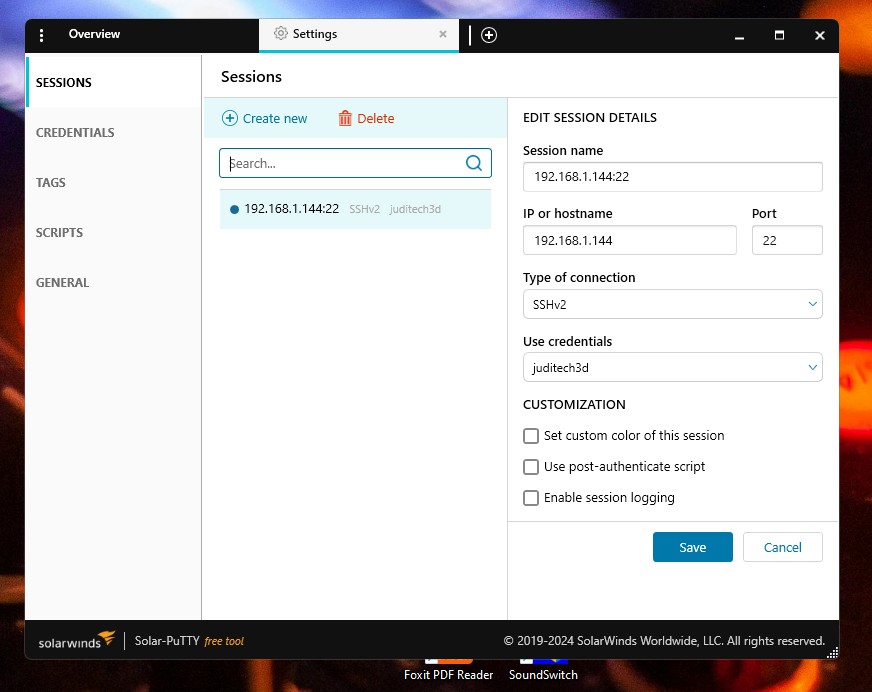 Overview
Settings
SESSIONS
CREDENTIALS
TAGS
SCRIPTS
GENERAL
Sessions
Create new
Delete
Search...
192.168.1.144:22 SSHv2 juditech3d
EDIT SESSION DETAILS
Session name
192.168.1.144:22
IP or hostname Port
192.168.1.144 22
Type of connection
SSHv2
Use credentials
juditech3d
CUSTOMIZATION
Set custom color of this session
Use post-authenticate script
Enable session logging
Save Cancel
solarwinds Solar-PuTTY free tool
© 2019-2024 SolarWinds Worldwide, LLC. All rights reserved.
Foxit PDF Reader SoundSwitch